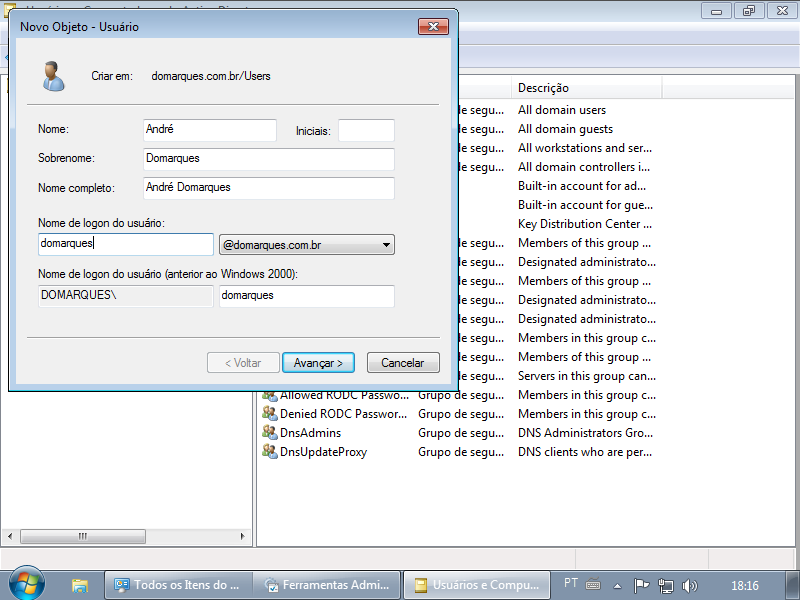 Novo Objeto - Usuário
Criar em: domarques.com.br/Users
Nome: André Iniciais:
Sobrenome: Domarques
Nome completo: André Domarques
Nome de logon do usuário:
domarques @domarques.com.br
Nome de logon do usuário (anterior ao Windows 2000):
DOMARQUES\ domarques
< Voltar Avançar > Cancelar
Descrição
de segu... All domain users
de segu... All domain guests
de segu... All workstations and ser...
de segu... All domain controllers i...
Built-in account for ad...
Built-in account for gue...
Key Distribution Center ...
de segu... Members of this group ...
de segu... Designated administrato...
de segu... Members of this group ...
de segu... Designated administrato...
de segu... Designated administrato...
de segu... Members in this group c...
de segu... Members of this group ...
de segu... Servers in this group can...
Allowed RODC Passwo... Grupo de segu... Members in this group c...
Denied RODC Passwor... Grupo de segu... Members in this group c...
DnsAdmins Grupo de segu... DNS Administrators Gro...
DnsUpdateProxy Grupo de segu... DNS clients who are per...
Todos os Itens do ... Ferramentas Admi... Usuários e Compu... PT 18:16